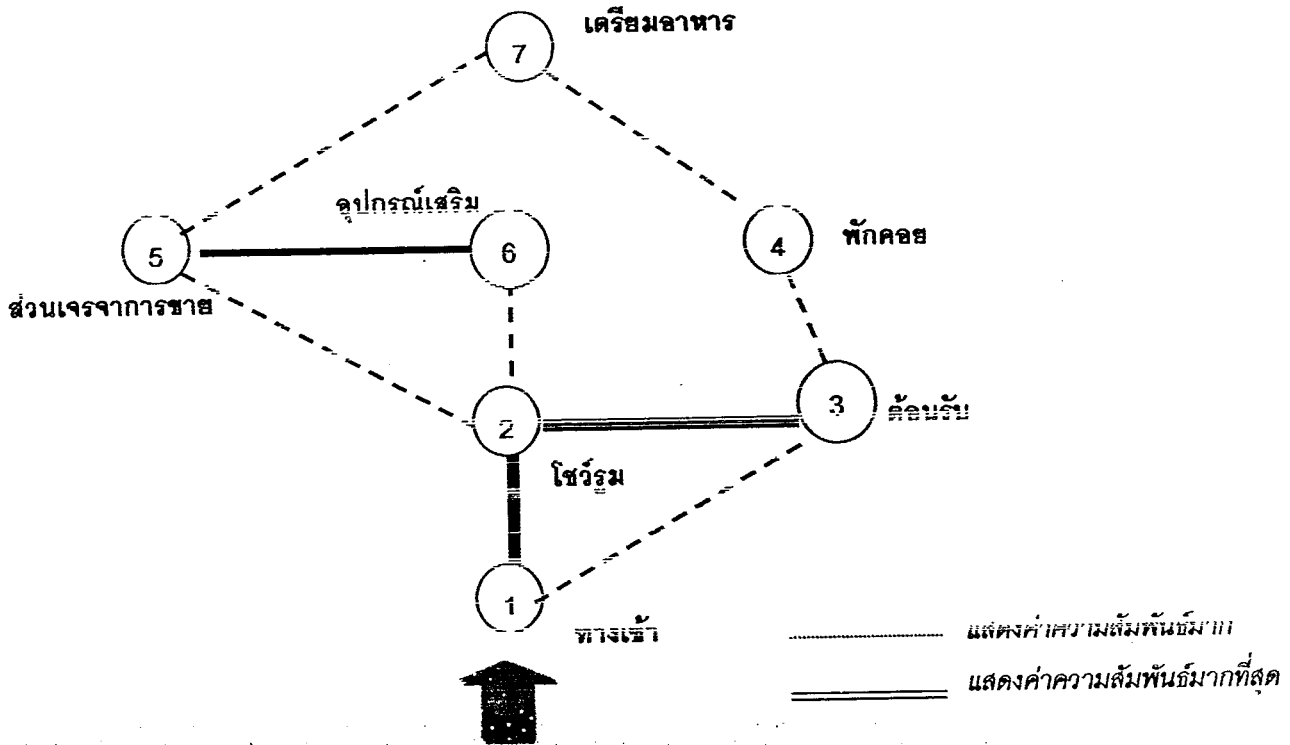 7
เตรียมอาหาร
อุปกรณ์เสริม
5
6
4
พักคอย
ส่วนเจรจาการขาย
2
3
ต้อนรับ
โชว์รูม
1
ทางเข้า
แสดงค่าความสัมพันธ์มาก
แสดงค่าความสัมพันธ์มากที่สุด